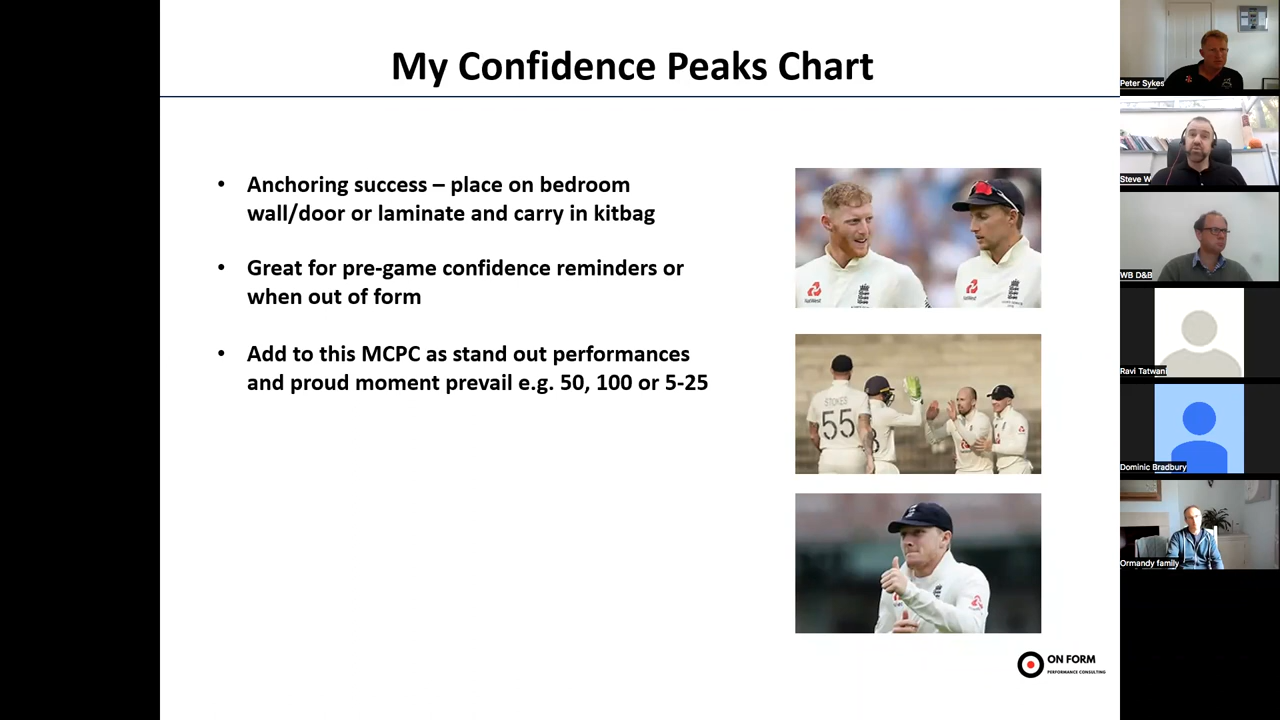 My Confidence Peaks Chart
• Anchoring success – place on bedroom
wall/door or laminate and carry in kitbag
• Great for pre-game confidence reminders or
when out of form
• Add to this MCPC as stand out performances
and proud moment prevail e.g. 50, 100 or 5-25
NatWest
NatWest
STOKES
55
ON FORM
PERFORMANCE CONSULTING
Peter Sykes
Steve W
WB D&B
Ravi Tatwani
Dominic Bradbury
Ormandy family